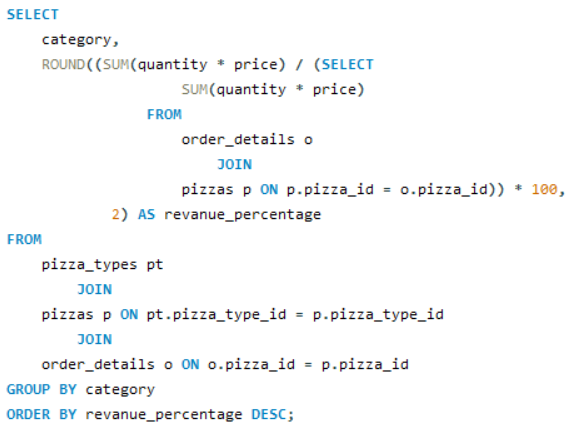 SELECT
category,
ROUND((SUM(quantity * price) / (SELECT
SUM(quantity * price)
FROM
order_details o
JOIN
pizzas p ON p.pizza_id = o.pizza_id)) * 100,
2) AS revanue_percentage
FROM
pizza_types pt
JOIN
pizzas p ON pt.pizza_type_id = p.pizza_type_id
JOIN
order_details o ON o.pizza_id = p.pizza_id
GROUP BY category
ORDER BY revanue_percentage DESC;